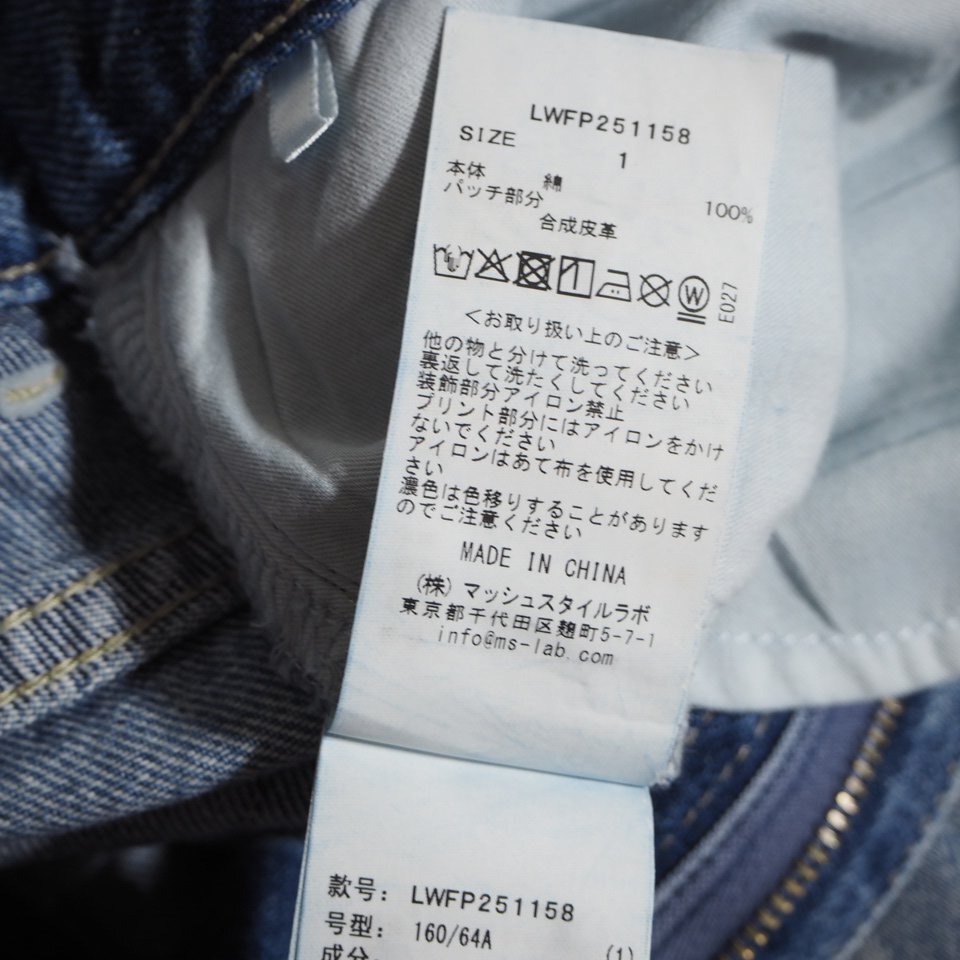 LWFP251158
SIZE 1
本体 綿 100%
パッチ部分
合成皮革
W
E027
<お取り扱い上のご注意>
他の物と分けて洗ってください
裏返して洗たくしてください
装飾部分アイロン禁止
プリント部分にはアイロンをかけ
ないでください
アイロンはあて布を使用してくだ
さい
濃色は色移りすることがあります
のでご注意ください
MADE IN CHINA
(株) マッシュスタイルラボ
東京都千代田区麹町5-7-1
info@ms-lab.com
款号: LWFP251158
号型: 160/64A
成分: (1)